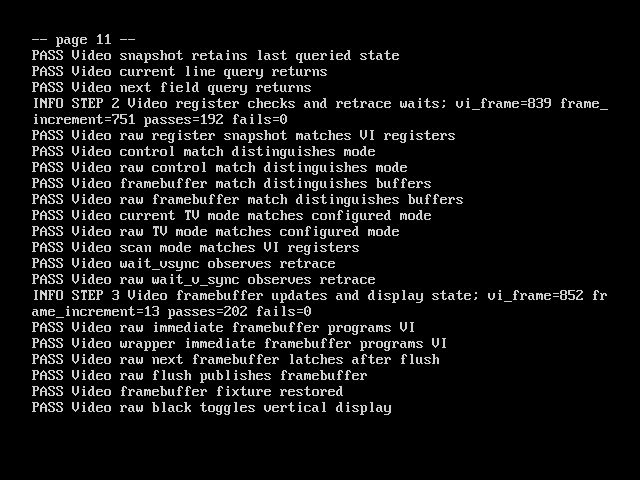 -- page 11 --
PASS Video snapshot retains last queried state
PASS Video current line query returns
PASS Video next field query returns
INFO STEP 2 Video register checks and retrace waits; vi_frame=839 frame_
increment=751 passes=192 fails=0
PASS Video raw register snapshot matches VI registers
PASS Video control match distinguishes mode
PASS Video raw control match distinguishes mode
PASS Video framebuffer match distinguishes buffers
PASS Video raw framebuffer match distinguishes buffers
PASS Video current TV mode matches configured mode
PASS Video raw TV mode matches configured mode
PASS Video scan mode matches VI registers
PASS Video wait_vsync observes retrace
PASS Video raw wait_v_sync observes retrace
INFO STEP 3 Video framebuffer updates and display state; vi_frame=852 fr
ame_increment=13 passes=202 fails=0
PASS Video raw immediate framebuffer programs VI
PASS Video wrapper immediate framebuffer programs VI
PASS Video raw next framebuffer latches after flush
PASS Video raw flush publishes framebuffer
PASS Video framebuffer fixture restored
PASS Video raw black toggles vertical display